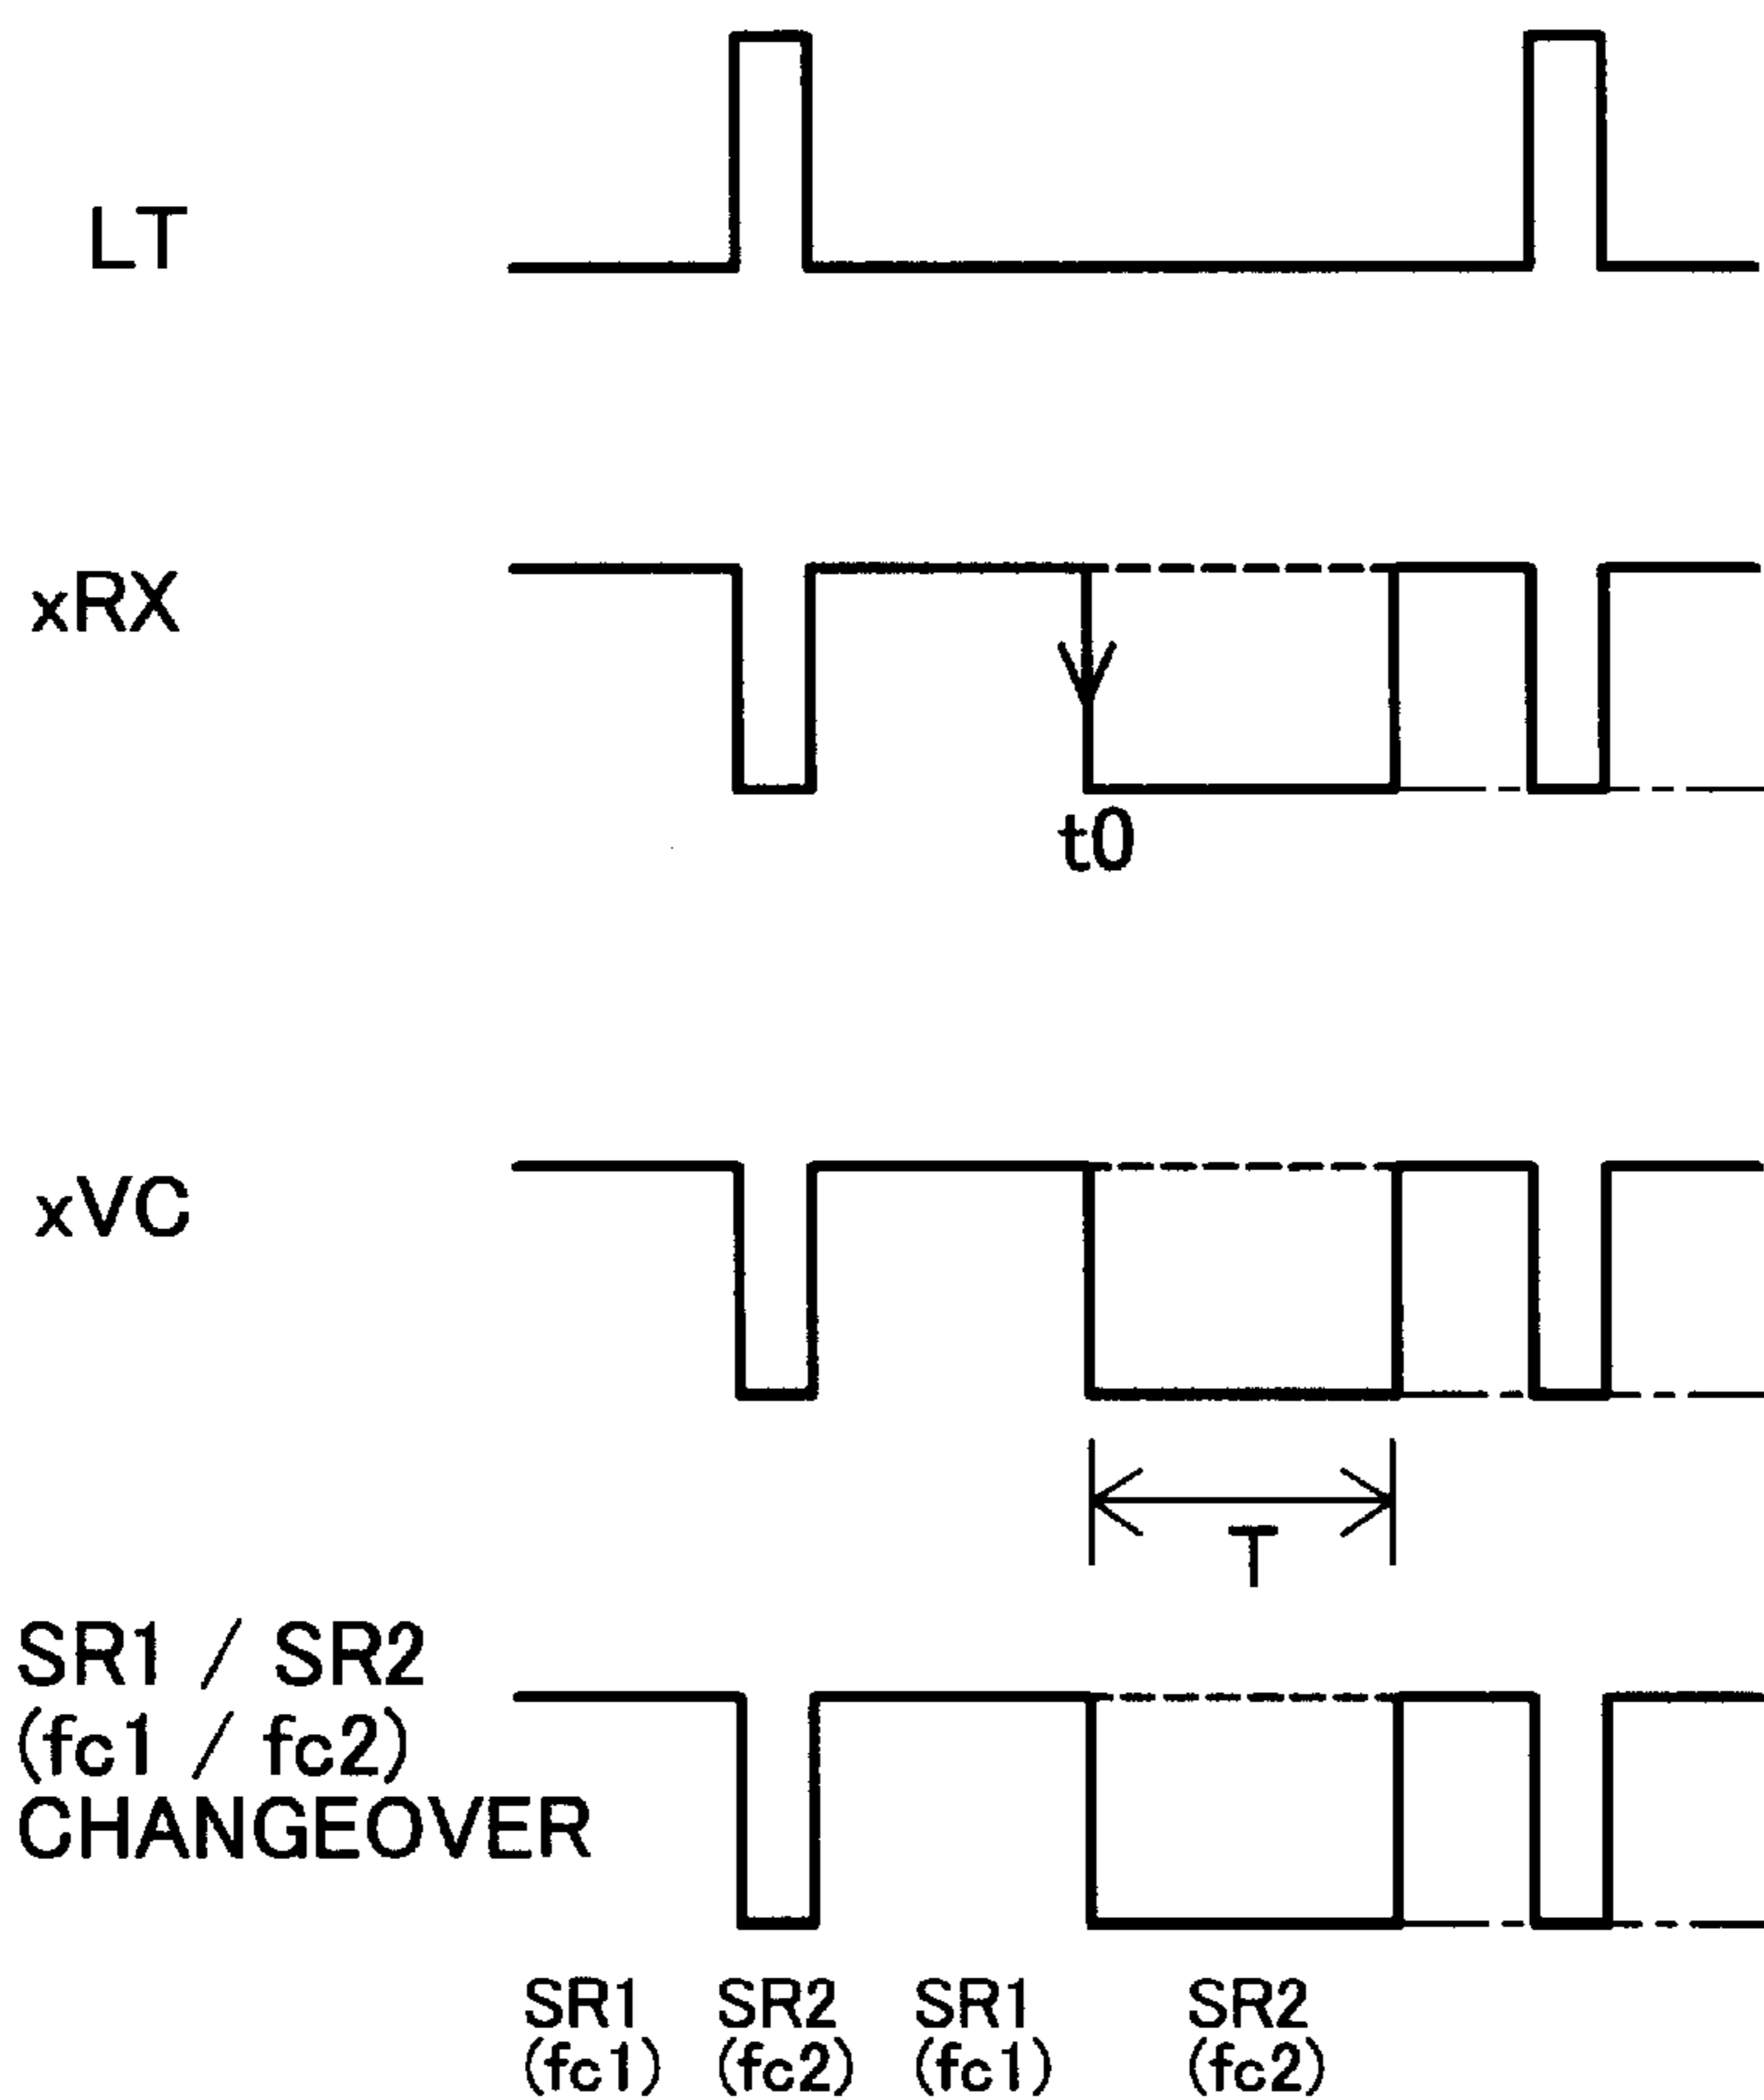 LT
xRX
t0
xVC
T
SR1 / SR2
(fc1 / fc2)
CHANGEOVER
SR1 SR2 SR1 SR2
(fc1) (fc2) (fc1) (fc2)